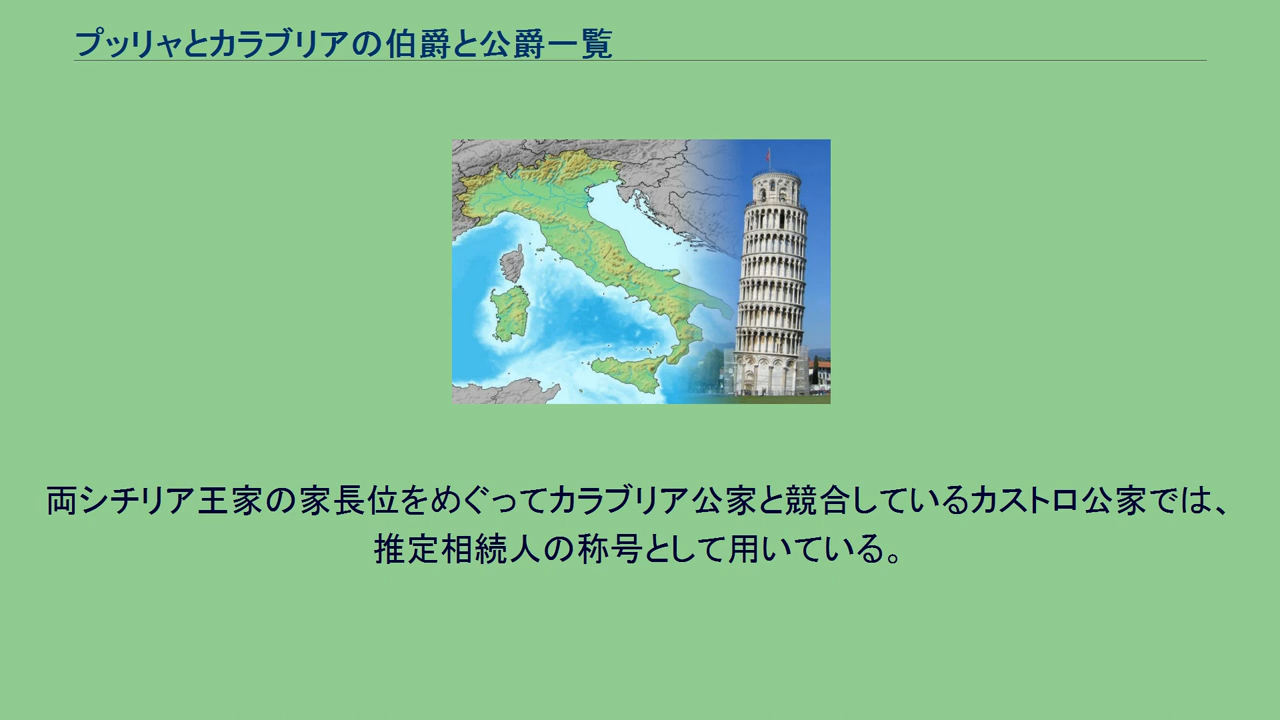 プッリャとカラブリアの伯爵と公爵一覧
両シチリア王家の家長位をめぐってカラブリア公家と競合しているカストロ公家では、
推定相続人の称号として用いている。